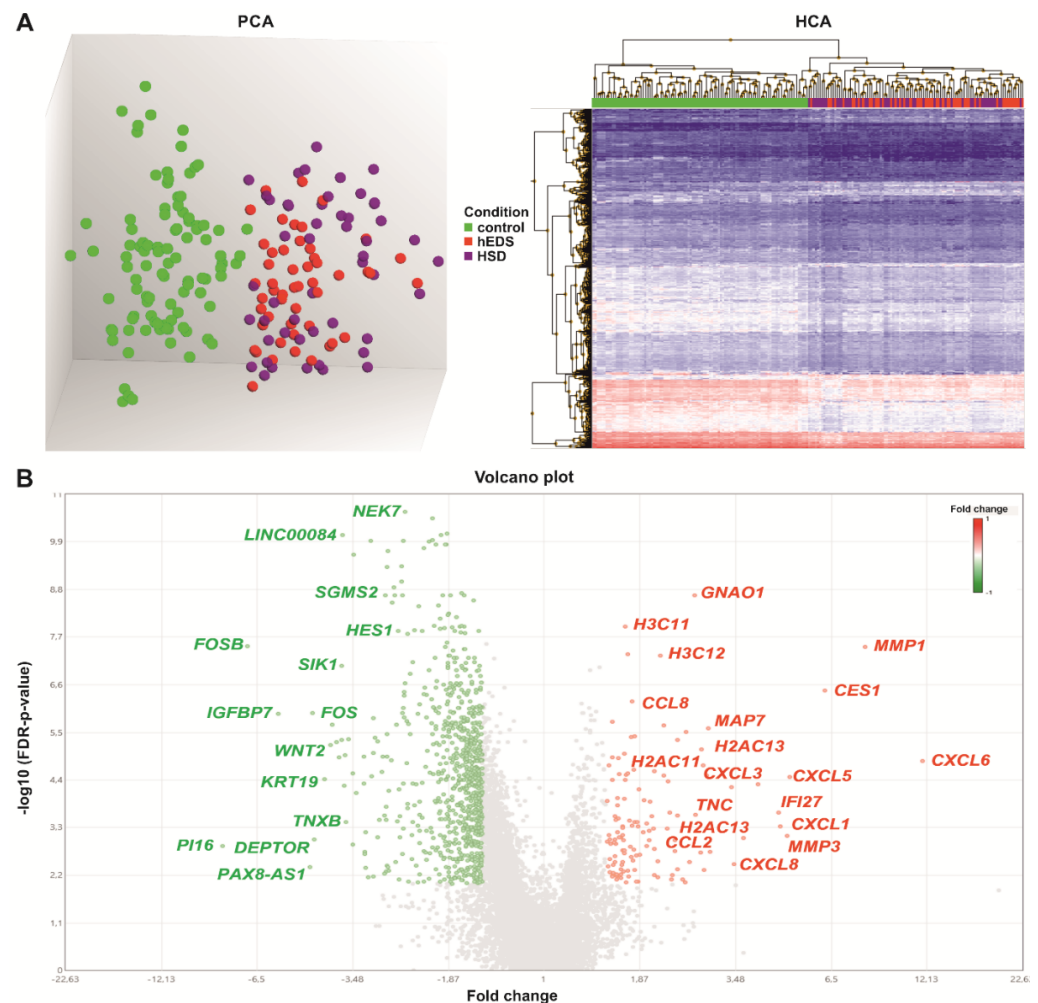 A
PCA
HCA
Condition
control
hEDS
HSD
B
Volcano plot
-log10 (FDR-p-value)
11
9.9
8.8
7.7
6.6
5.5
4.4
3.3
2.2
1.1
0
NEK7
LINC00084
SGMS2
HES1
FOSB
SIK1
IGFBP7
FOS
WNT2
KRT19
TNXB
PI16
DEPTOR
PAX8-AS1
Fold change
1
-1
GNAO1
H3C11
MMP1
H3C12
CES1
CCL8
MAP7
H2AC13
H2AC11
CXCL6
CXCL3
CXCL5
IFI27
TNC
CXCL1
H2AC13
CCL2
MMP3
CXCL8
-22.63
-12.13
-6.5
-3.48
-1.87
1
1.87
3.48
6.5
12.13
22.6
Fold change